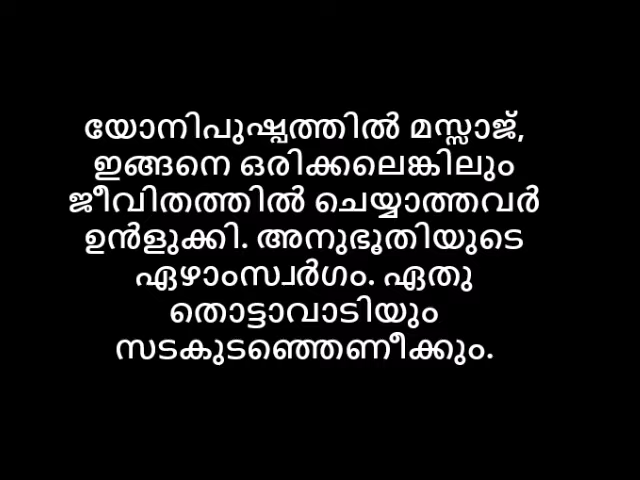 യോനിപുഷ്പത്തിൽ മസ്സാജ്,
ഇങ്ങനെ ഒരിക്കലെങ്കിലും
ജീവിതത്തിൽ ചെയ്യാത്തവർ
ഉൻളുക്കി. അനുഭൂതിയുടെ
ഏഴാംസ്വർഗം. ഏതു
തൊട്ടാവാടിയും
സടകുടഞ്ഞെണീക്കും.